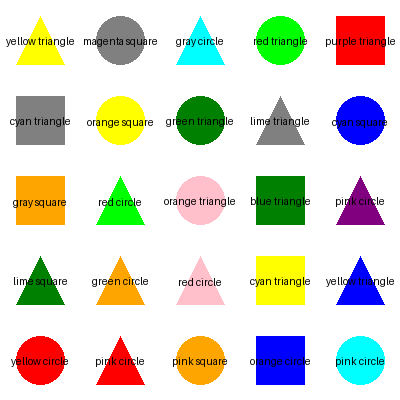 yellow triangle magenta square gray circle red triangle purple triangle
cyan triangle orange square green triangle lime triangle cyan square
gray square red circle orange triangle blue triangle pink circle
lime square green circle red circle cyan triangle yellow triangle
yellow circle pink circle pink square orange circle pink circle